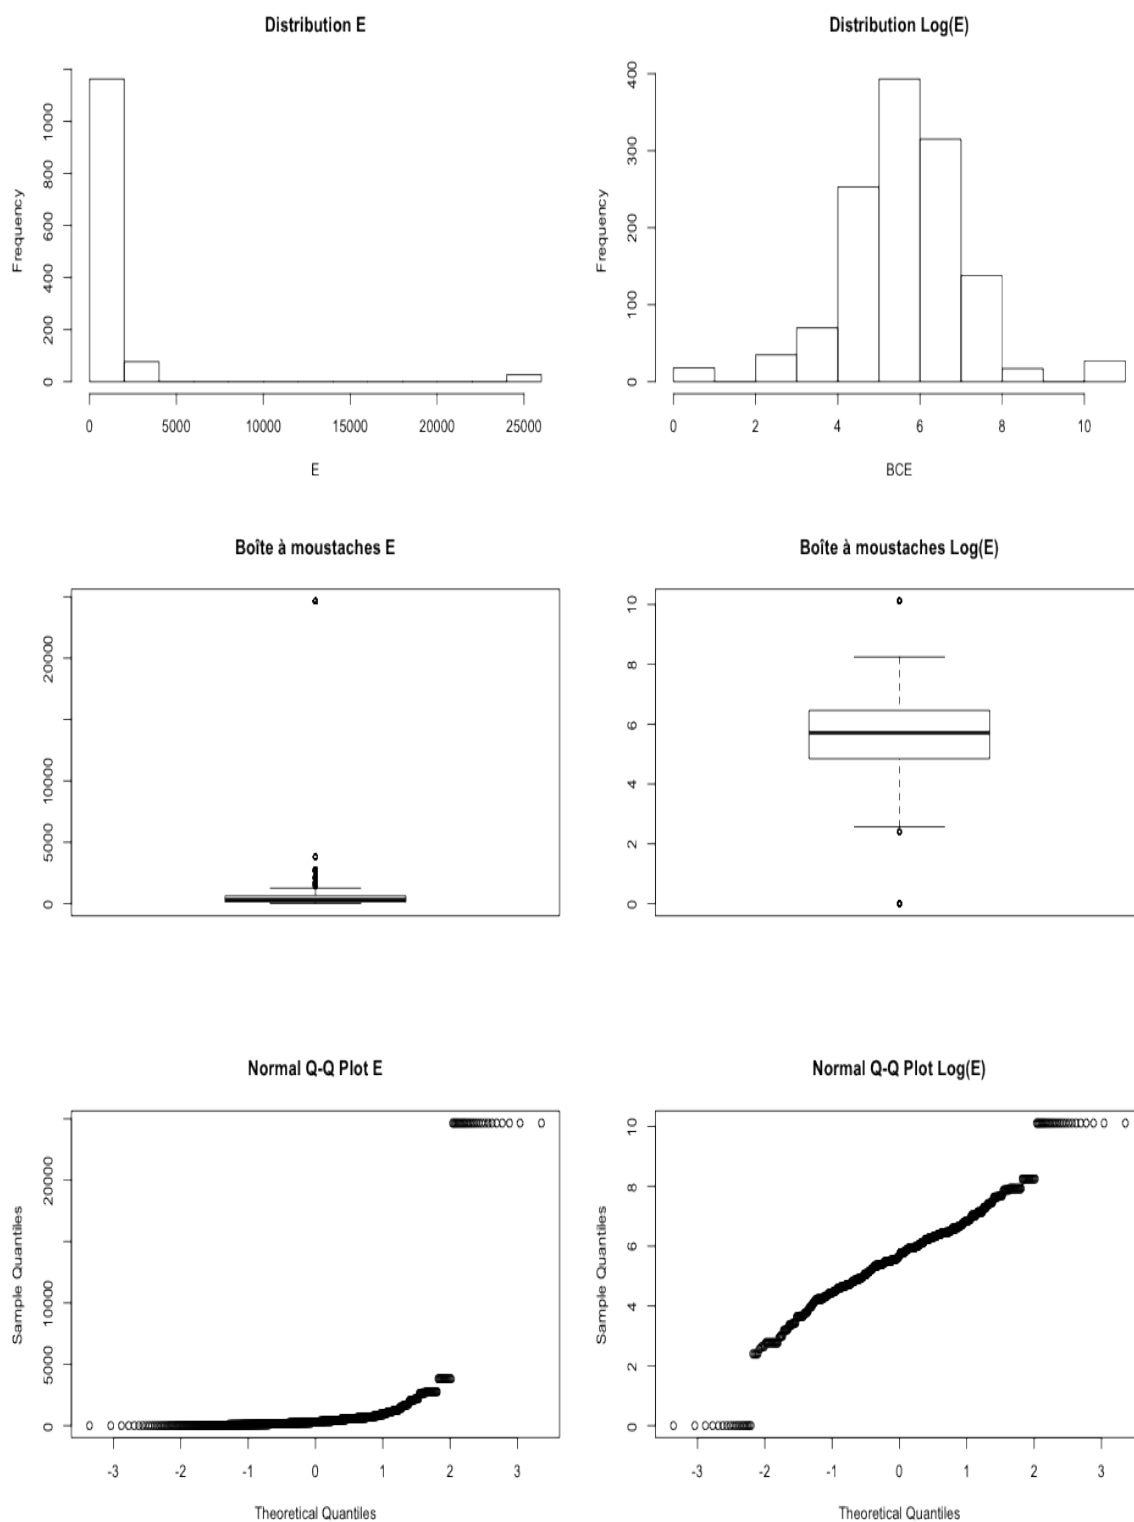 Distribution E
Frequency
0 200 400 600 800 1000
0 5000 10000 15000 20000 25000
E
Distribution Log(E)
Frequency
0 100 200 300 400
0 2 4 6 8 10
BCE
Boîte à moustaches E
0 5000 10000 20000
Boîte à moustaches Log(E)
0 2 4 6 8 10
Normal Q-Q Plot E
Sample Quantiles
0 5000 10000 20000
-3 -2 -1 0 1 2 3
Theoretical Quantiles
Normal Q-Q Plot Log(E)
Sample Quantiles
0 2 4 6 8 10
-3 -2 -1 0 1 2 3
Theoretical Quantiles